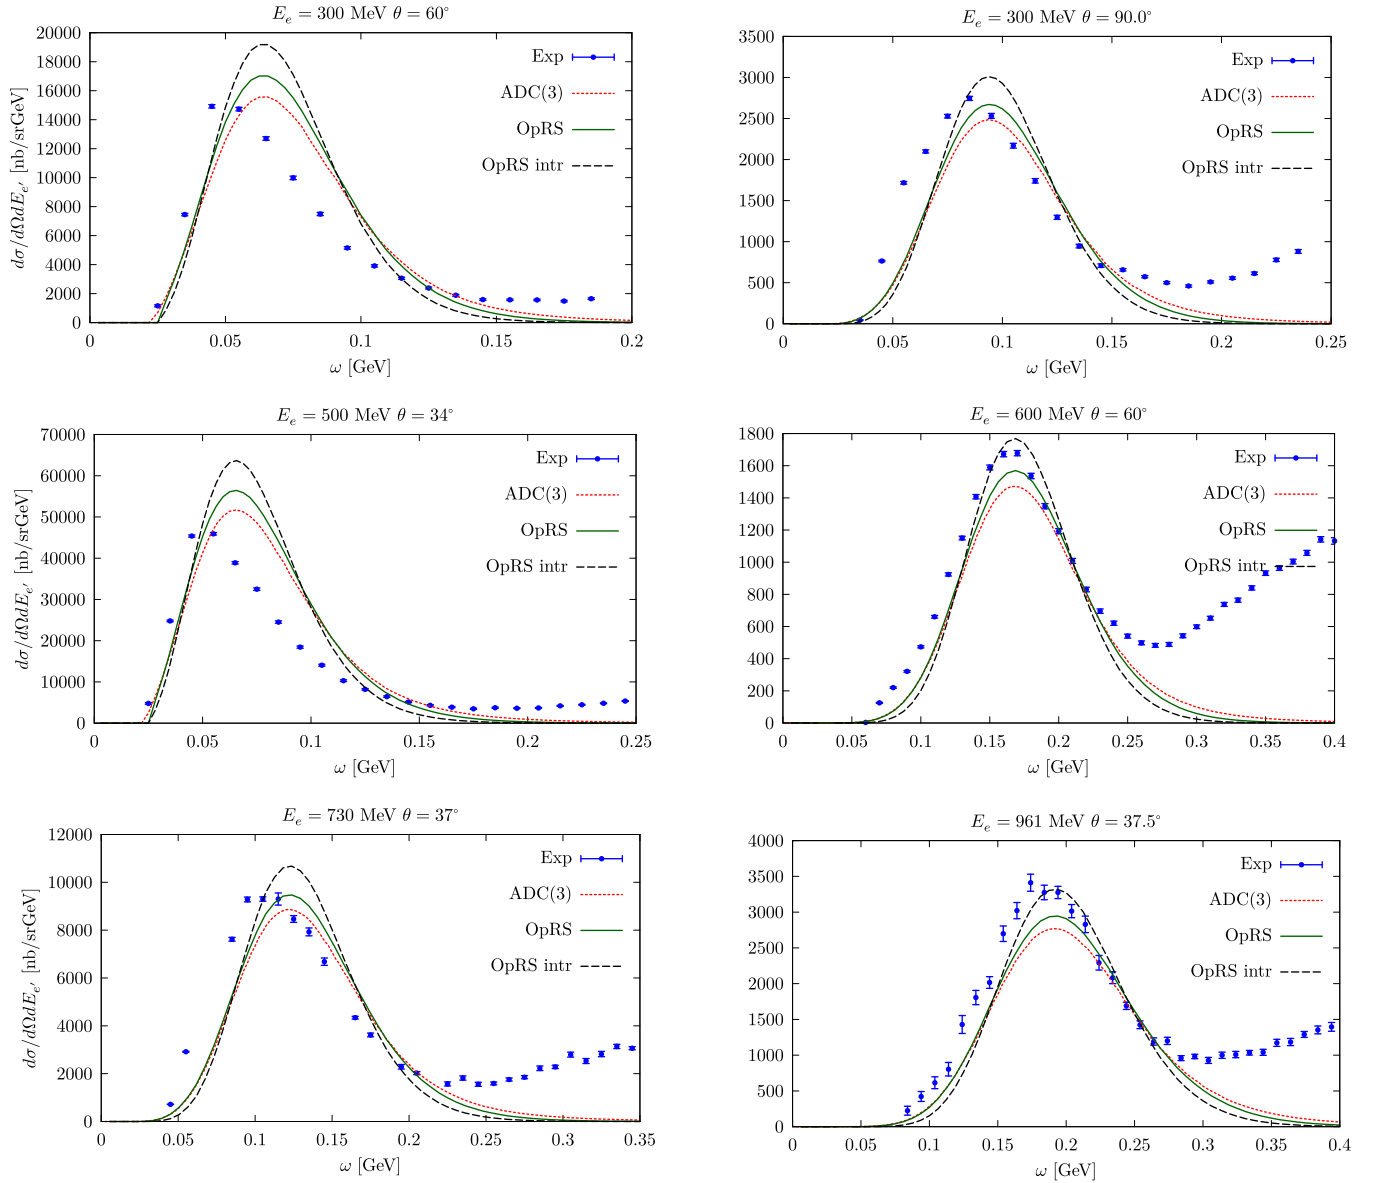 E_e = 300 MeV θ = 60°
dσ/dΩdE_e′ [nb/srGeV]
20000
18000
16000
14000
12000
10000
8000
6000
4000
2000
0
Exp
ADC(3)
OpRS
OpRS intr
0 0.05 0.1 0.15 0.2
ω [GeV]
E_e = 300 MeV θ = 90.0°
3500
3000
2500
2000
1500
1000
500
0
Exp
ADC(3)
OpRS
OpRS intr
0 0.05 0.1 0.15 0.2 0.25
ω [GeV]
E_e = 500 MeV θ = 34°
dσ/dΩdE_e′ [nb/srGeV]
70000
60000
50000
40000
30000
20000
10000
0
Exp
ADC(3)
OpRS
OpRS intr
0 0.05 0.1 0.15 0.2 0.25
ω [GeV]
E_e = 600 MeV θ = 60°
1800
1600
1400
1200
1000
800
600
400
200
0
Exp
ADC(3)
OpRS
OpRS intr
0 0.05 0.1 0.15 0.2 0.25 0.3 0.35 0.4
ω [GeV]
E_e = 730 MeV θ = 37°
dσ/dΩdE_e′ [nb/srGeV]
12000
10000
8000
6000
4000
2000
0
Exp
ADC(3)
OpRS
OpRS intr
0 0.05 0.1 0.15 0.2 0.25 0.3 0.35
ω [GeV]
E_e = 961 MeV θ = 37.5°
4000
3500
3000
2500
2000
1500
1000
500
0
Exp
ADC(3)
OpRS
OpRS intr
0 0.1 0.2 0.3 0.4
ω [GeV]